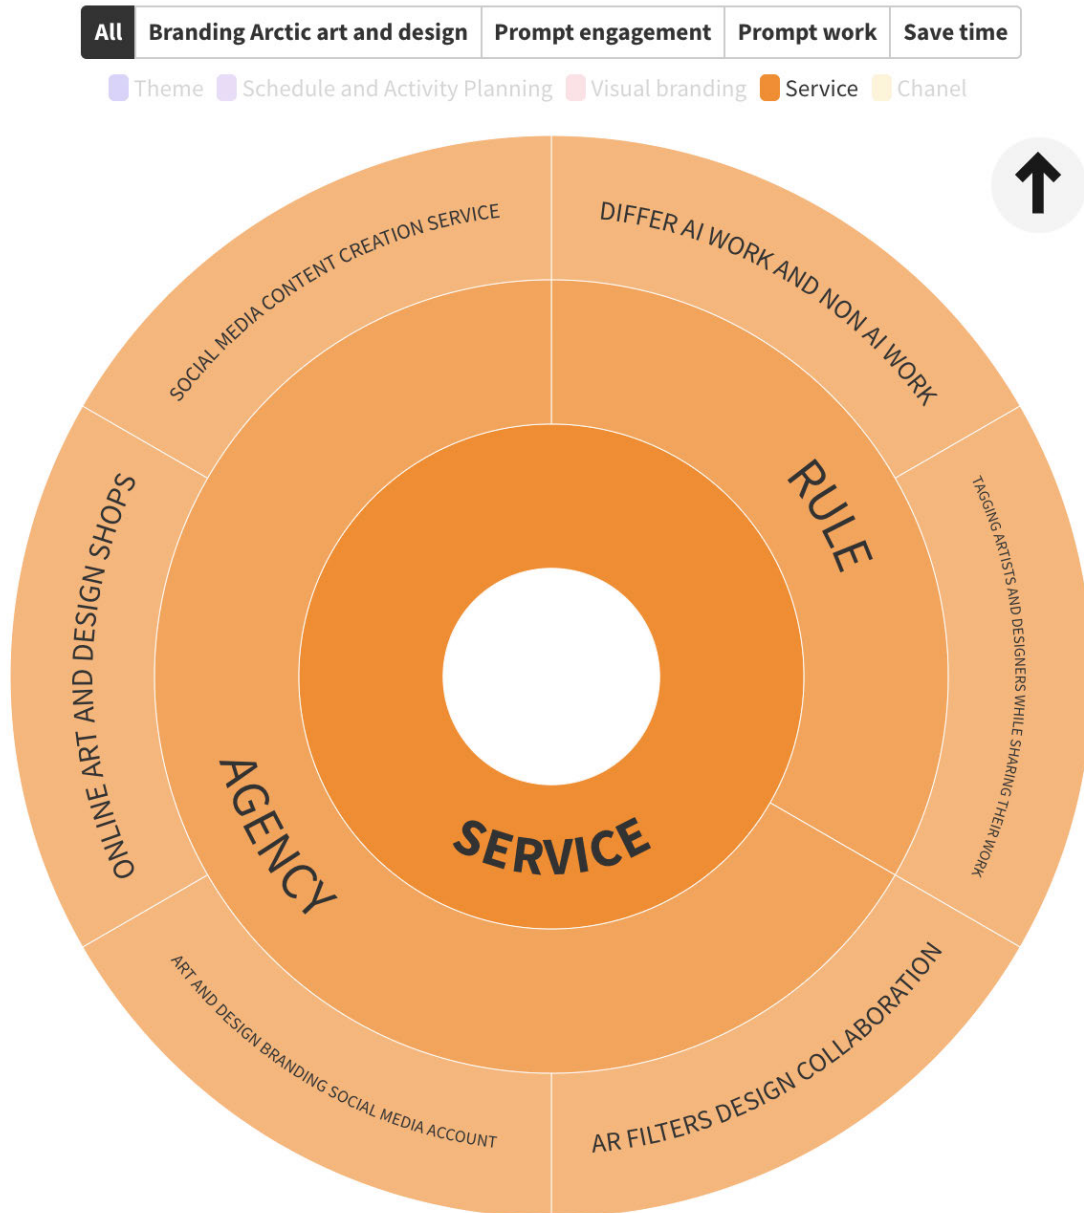 All Branding Arctic art and design Prompt engagement Prompt work Save time
Theme Schedule and Activity Planning Visual branding Service Chanel
SOCIAL MEDIA CONTENT CREATION SERVICE
DIFFER AI WORK AND NON AI WORK
RULE
TAGGING ARTISTS AND DESIGNERS WHILE SHARING THEIR WORK
ONLINE ART AND DESIGN SHOPS
AGENCY
SERVICE
ART AND DESIGN BRANDING SOCIAL MEDIA ACCOUNT
AR FILTERS DESIGN COLLABORATION